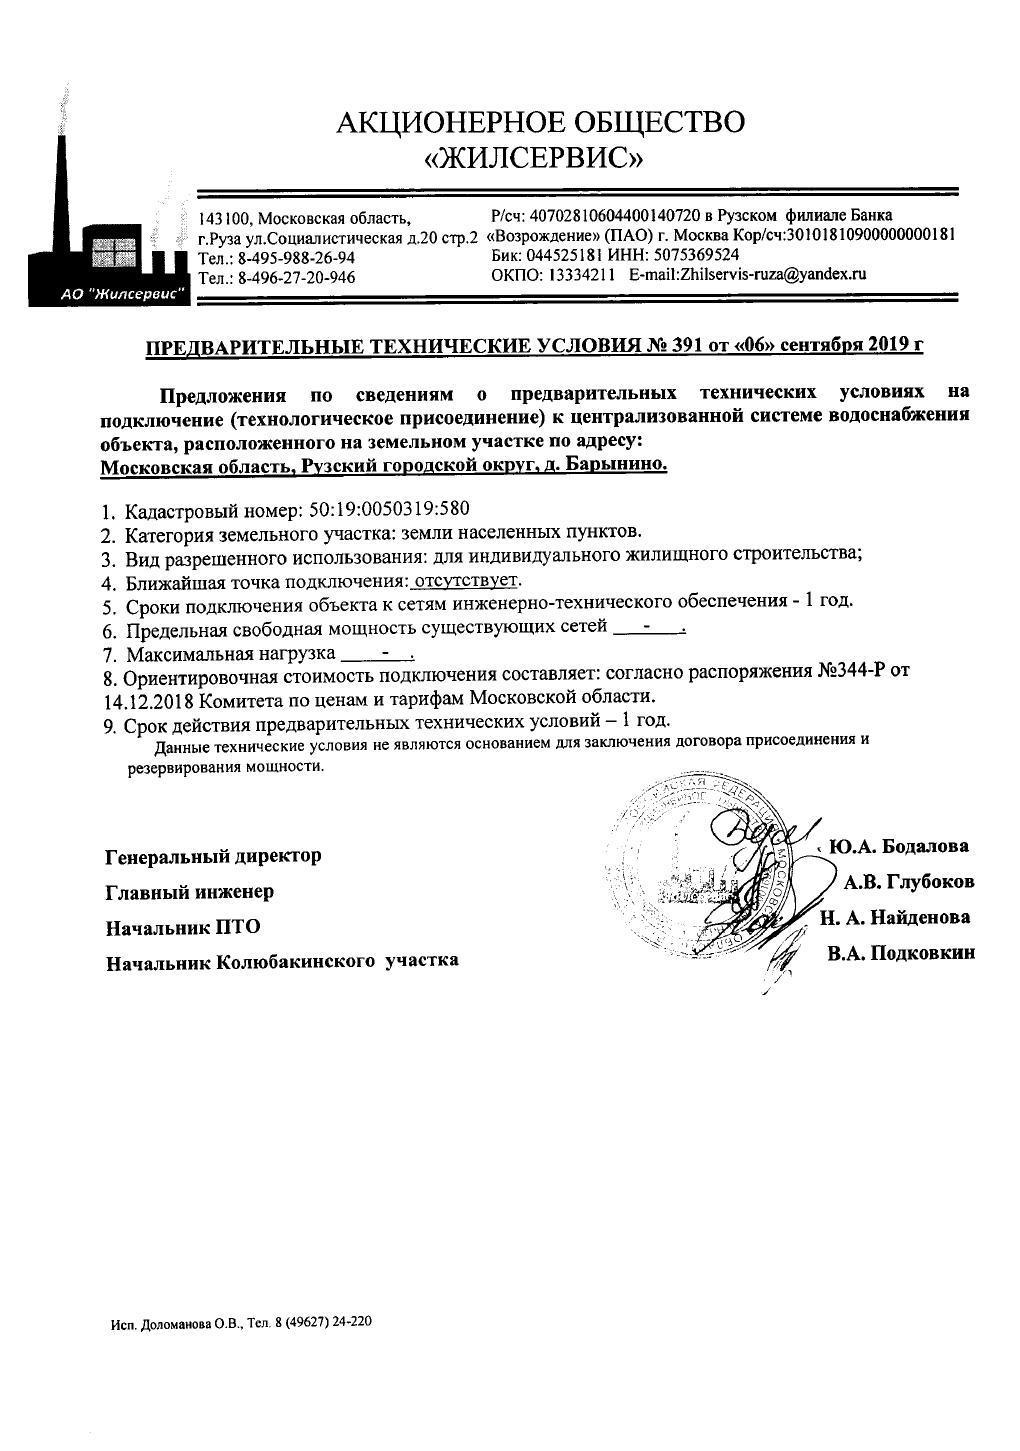 АКЦИОНЕРНОЕ ОБЩЕСТВО
«ЖИЛСЕРВИС»
АО "Жилсервис"
143100, Московская область,
г.Руза ул.Социалистическая д.20 стр.2
Тел.: 8-495-988-26-94
Тел.: 8-496-27-20-946
Р/сч: 40702810604400140720 в Рузском филиале Банка
«Возрождение» (ПАО) г. Москва Кор/сч:30101810900000000181
Бик: 044525181 ИНН: 5075369524
ОКПО: 13334211 E-mail:Zhilservis-ruza@yandex.ru
ПРЕДВАРИТЕЛЬНЫЕ ТЕХНИЧЕСКИЕ УСЛОВИЯ № 391 от «06» сентября 2019 г
Предложения по сведениям о предварительных технических условиях на
подключение (технологическое присоединение) к централизованной системе водоснабжения
объекта, расположенного на земельном участке по адресу:
Московская область, Рузский городской округ, д. Барынино.
1. Кадастровый номер: 50:19:0050319:580
2. Категория земельного участка: земли населенных пунктов.
3. Вид разрешенного использования: для индивидуального жилищного строительства;
4. Ближайшая точка подключения: отсутствует.
5. Сроки подключения объекта к сетям инженерно-технического обеспечения - 1 год.
6. Предельная свободная мощность существующих сетей ___-___.
7. Максимальная нагрузка ____-__.
8. Ориентировочная стоимость подключения составляет: согласно распоряжения №344-Р от
14.12.2018 Комитета по ценам и тарифам Московской области.
9. Срок действия предварительных технических условий – 1 год.
Данные технические условия не являются основанием для заключения договора присоединения и
резервирования мощности.
Генеральный директор Ю.А. Бодалова
Главный инженер А.В. Глубоков
Начальник ПТО Н. А. Найденова
Начальник Колюбакинского участка В.А. Подковкин
Исп. Доломанова О.В., Тел. 8 (49627) 24-220